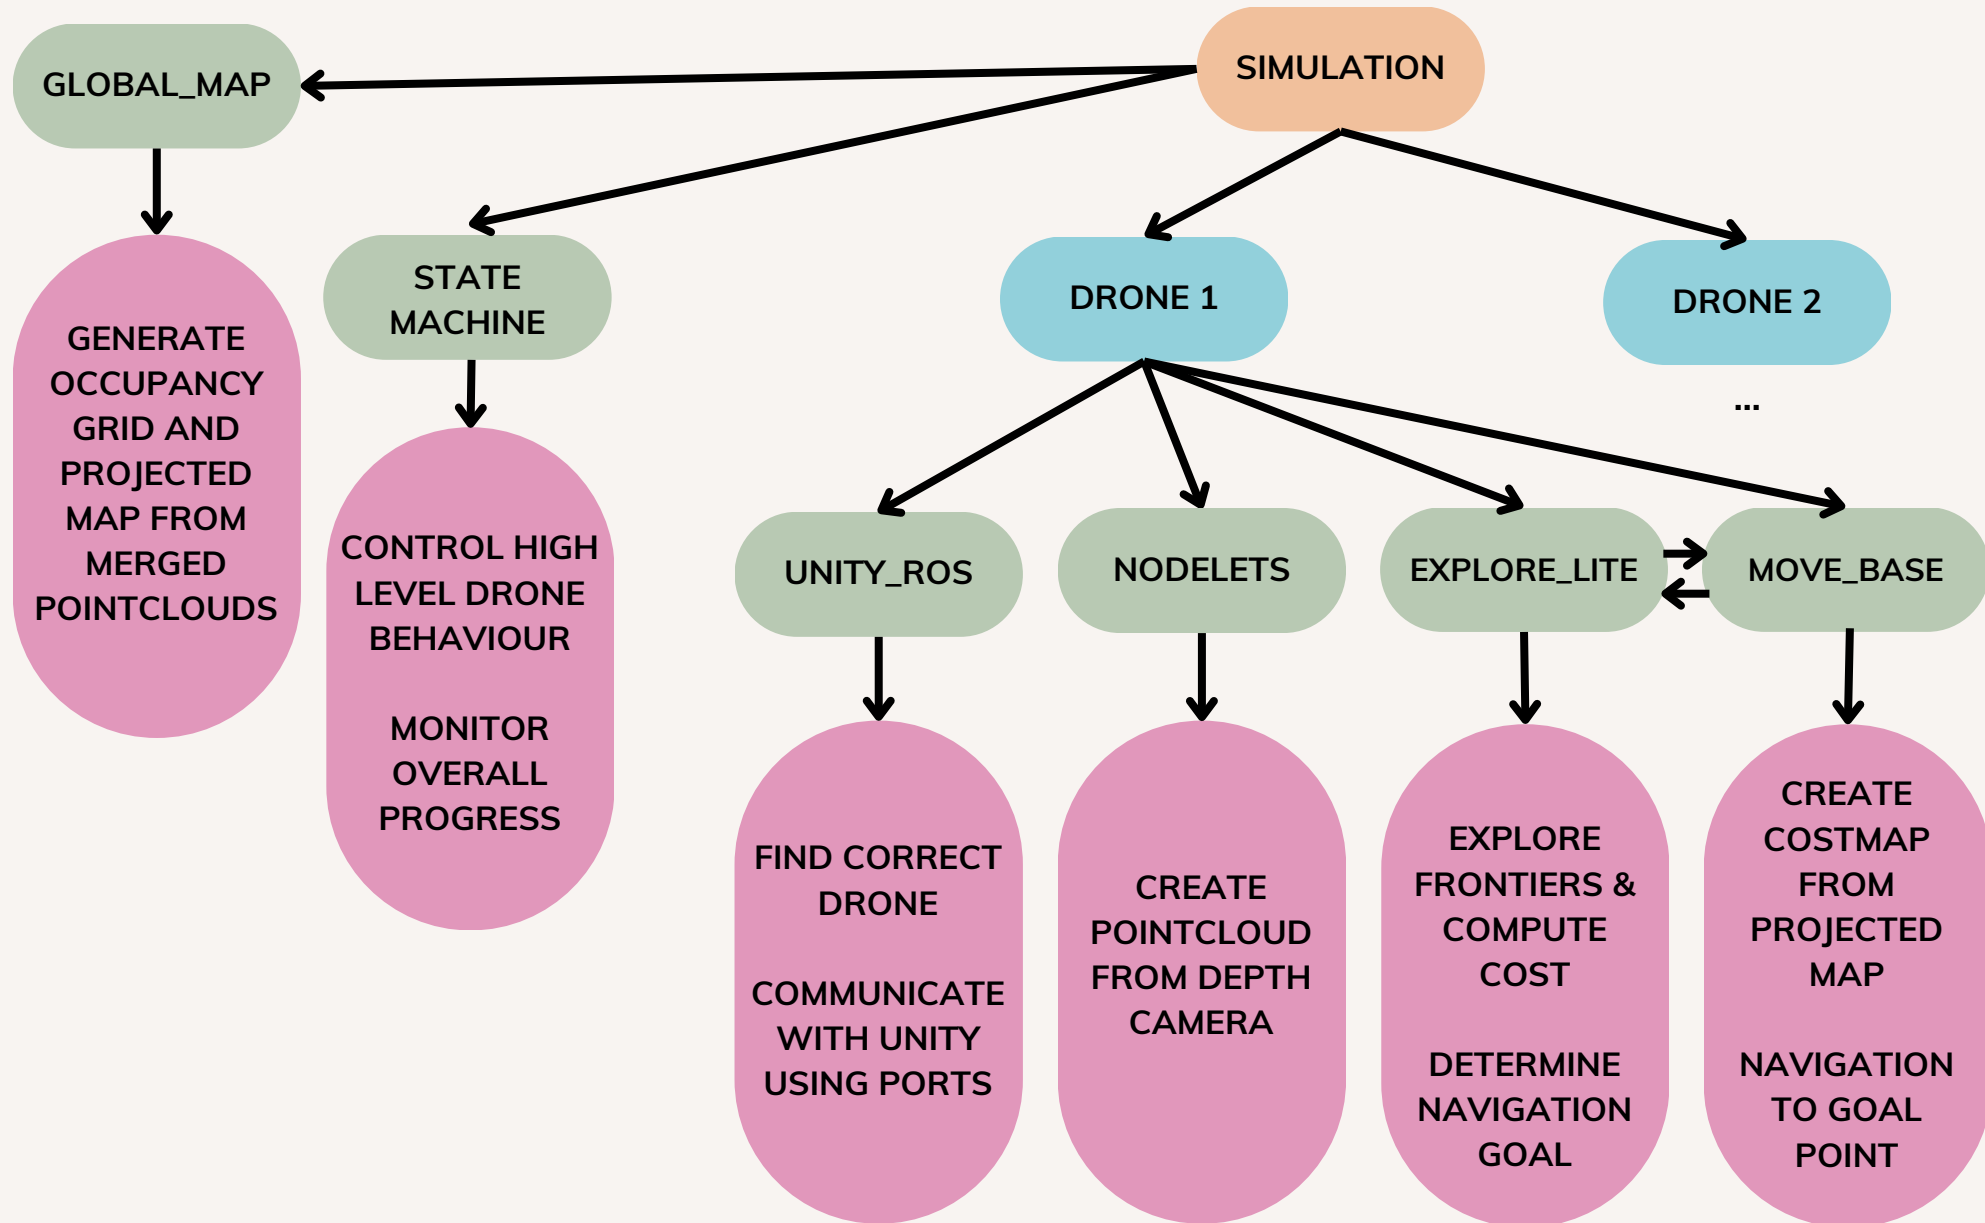 SIMULATION
GLOBAL_MAP
GENERATE
OCCUPANCY
GRID AND
PROJECTED
MAP FROM
MERGED
POINTCLOUDS
STATE
MACHINE
CONTROL HIGH
LEVEL DRONE
BEHAVIOUR
MONITOR
OVERALL
PROGRESS
DRONE 1
DRONE 2
...
UNITY_ROS
FIND CORRECT
DRONE
COMMUNICATE
WITH UNITY
USING PORTS
NODELETS
CREATE
POINTCLOUD
FROM DEPTH
CAMERA
EXPLORE_LITE
EXPLORE
FRONTIERS &
COMPUTE
COST
DETERMINE
NAVIGATION
GOAL
MOVE_BASE
CREATE
COSTMAP
FROM
PROJECTED
MAP
NAVIGATION
TO GOAL
POINT